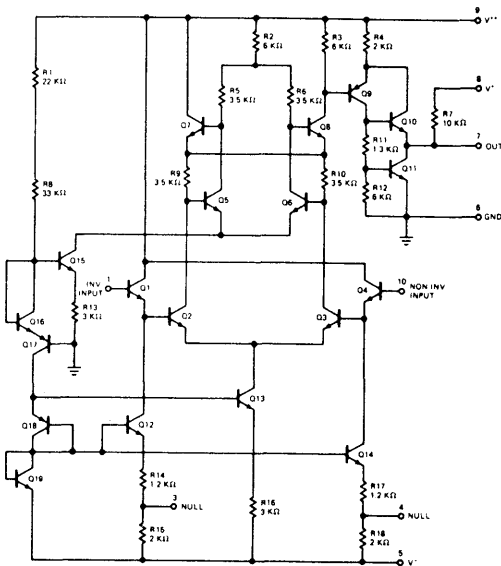 9
V++
R1
22 KΩ
R2
6 KΩ
R3
6 KΩ
R4
2 KΩ
8
V+
R5
3.5 KΩ
R6
3.5 KΩ
Q9
R7
10 KΩ
Q7
Q8
Q10
7
OUT
R11
1.3 KΩ
Q11
R9
3.5 KΩ
R10
3.5 KΩ
R8
33 KΩ
Q5
Q6
R12
6 KΩ
6
GND
Q15
1
INV
INPUT
Q1
Q4
10
NON INV
INPUT
R13
3 KΩ
Q16
Q2
Q3
Q17
Q13
Q18
Q12
Q14
Q19
R14
1.2 KΩ
R17
1.2 KΩ
3
NULL
R16
3 KΩ
4
NULL
R15
2 KΩ
R18
2 KΩ
5
V-